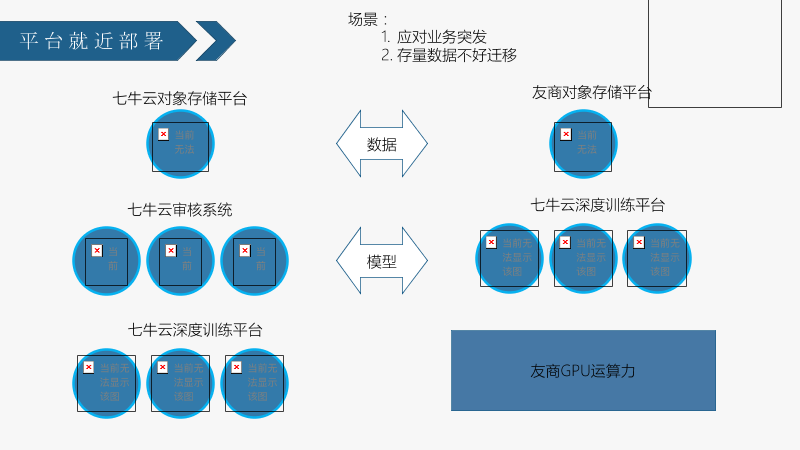 平台就近部署
场景：
1. 应对业务突发
2. 存量数据不好迁移
七牛云对象存储平台
友商对象存储平台
当前
无法
数据
当前
无法
七牛云审核系统
七牛云深度训练平台
当
前
当
前
当
前
模型
当前无
法显示
该图
当前无
法显示
该图
当前无
法显示
该图
七牛云深度训练平台
当前无
法显示
该图
当前无
法显示
该图
当前无
法显示
该图
友商GPU运算力